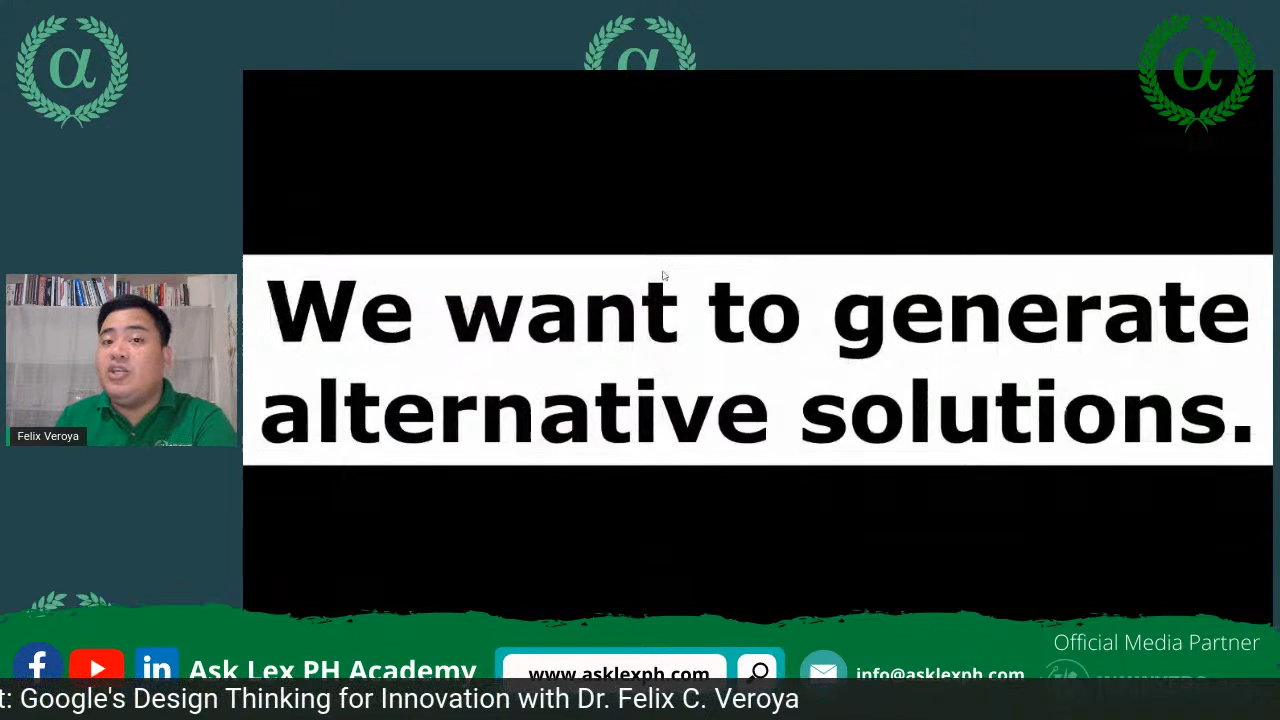 α
α
α
We want to generate
alternative solutions.
Felix Veroya
Official Media Partner
f
in
Ask Lex PH Academy
www.asklexph.com
info@asklexph.com
t: Google's Design Thinking for Innovation with Dr. Felix C. Veroya